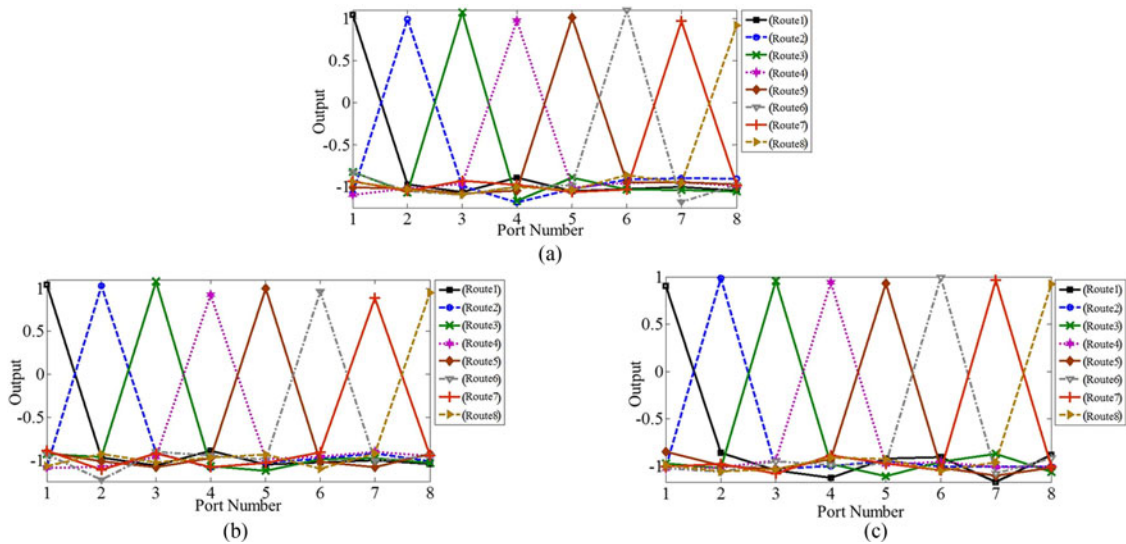 1
0.5
0
-0.5
-1
Output
1 2 3 4 5 6 7 8
Port Number
(Route1)
(Route2)
(Route3)
(Route4)
(Route5)
(Route6)
(Route7)
(Route8)
(a)
1
0.5
0
-0.5
-1
Output
1 2 3 4 5 6 7 8
Port Number
(Route1)
(Route2)
(Route3)
(Route4)
(Route5)
(Route6)
(Route7)
(Route8)
(b)
1
0.5
0
-0.5
-1
Output
1 2 3 4 5 6 7 8
Port Number
(Route1)
(Route2)
(Route3)
(Route4)
(Route5)
(Route6)
(Route7)
(Route8)
(c)